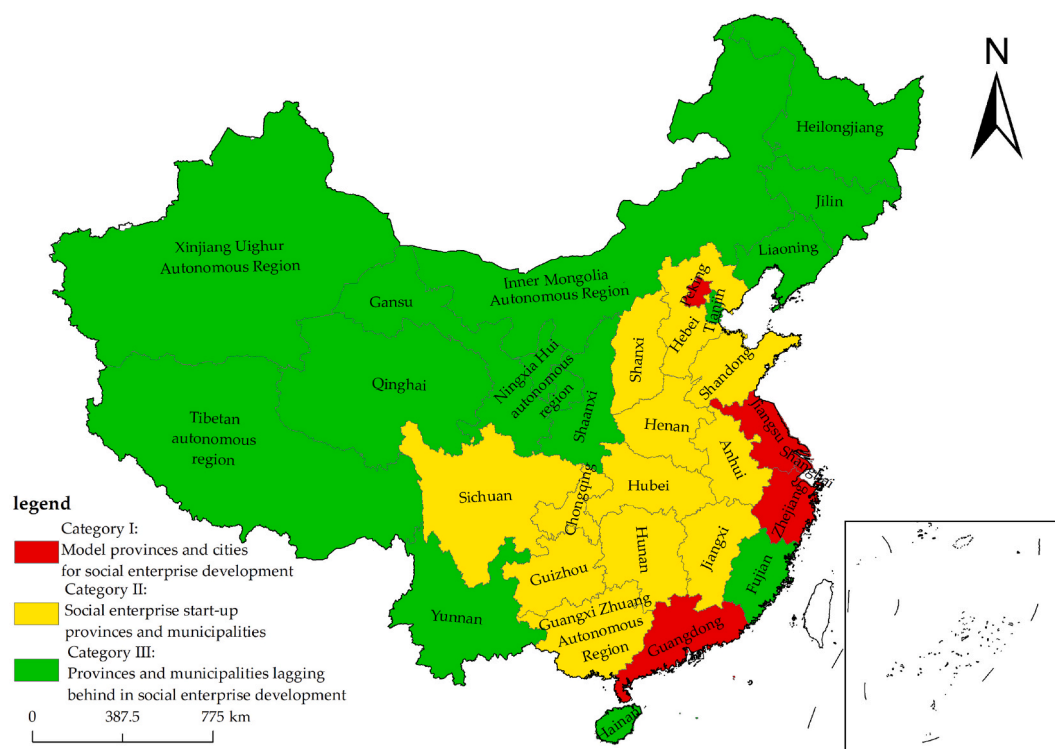 N
Heilongjiang
Jilin
Liaoning
Xinjiang Uighur
Autonomous Region
Gansu
Inner Mongolia
Autonomous Region
Peking
Tianjin
Hebei
Shanxi
Shandong
Ningxia Hui
autonomous
region
Qinghai
Shaanxi
Tibetan
autonomous
region
Henan
Jiangsu
Shanghai
Anhui
Sichuan
Chongqing
Hubei
Zhejiang
Hunan
Jiangxi
Guizhou
Fujian
Yunnan
Guangxi Zhuang
Autonomous
Region
Guangdong
Hainan
legend
Category I:
Model provinces and cities
for social enterprise development
Category II:
Social enterprise start-up
provinces and municipalities
Category III:
Provinces and municipalities lagging
behind in social enterprise development
0 387.5 775 km